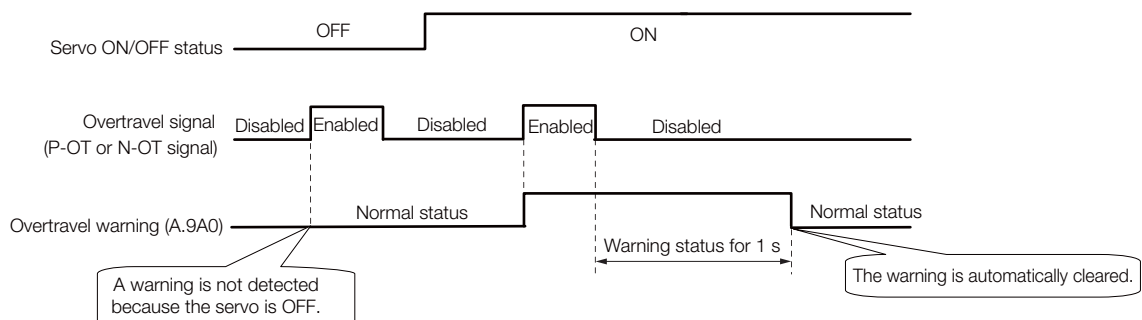 OFF
ON
Servo ON/OFF status
Overtravel signal
(P-OT or N-OT signal)
Disabled
Enabled
Disabled
Enabled
Disabled
Overtravel warning (A.9A0)
Normal status
Normal status
Warning status for 1 s
A warning is not detected
because the servo is OFF.
The warning is automatically cleared.